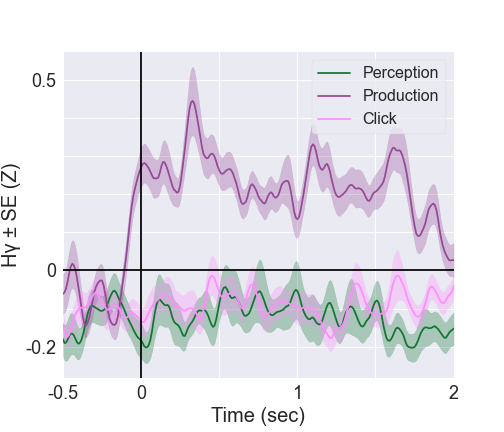 Hγ ± SE (Z)
0.5
0
-0.2
Perception
Production
Click
-0.5
0
1
2
Time (sec)